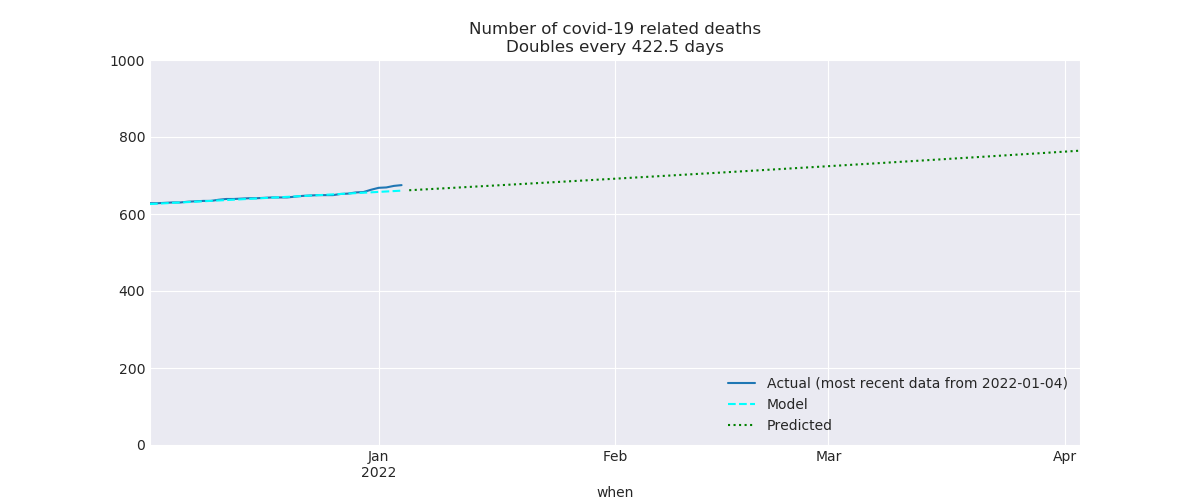 Number of covid-19 related deaths
Doubles every 422.5 days
1000
800
600
400
200
0
Actual (most recent data from 2022-01-04)
Model
Predicted
Jan
2022
Feb
Mar
Apr
when